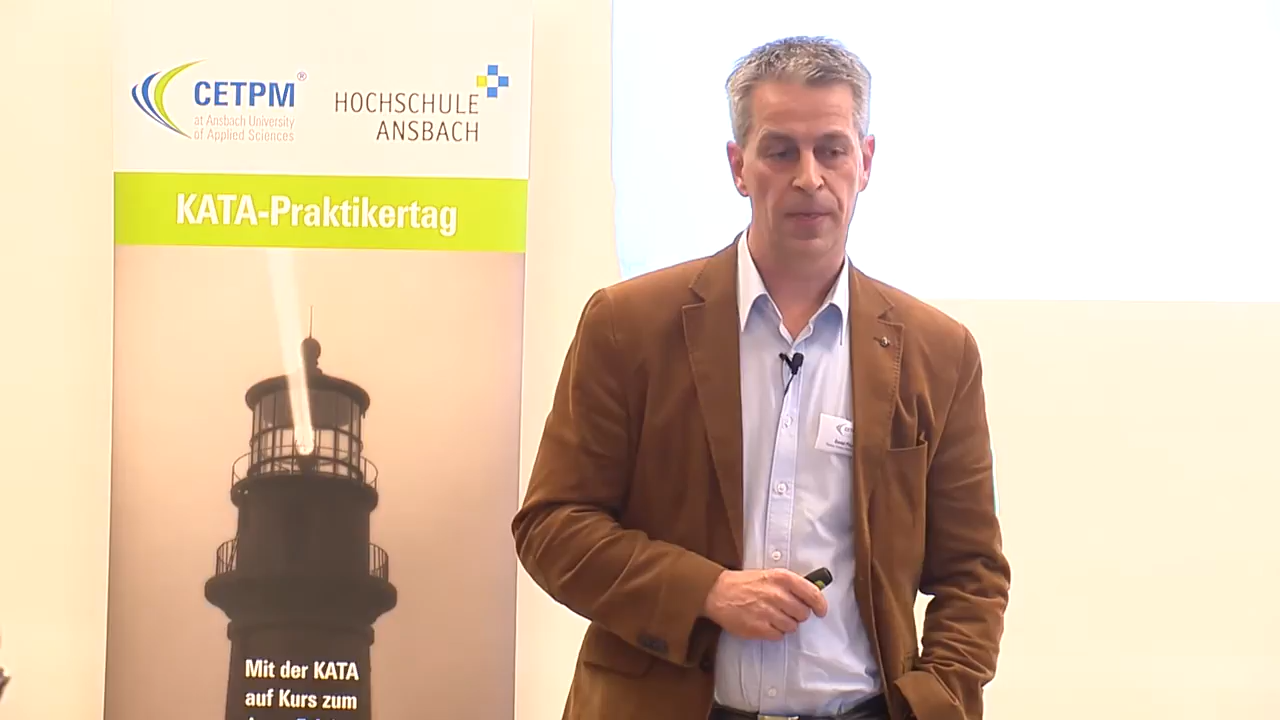 CETPM®
at Ansbach University
of Applied Sciences
HOCHSCHULE
ANSBACH
KATA-Praktikertag
Mit der KATA
auf Kurs zum